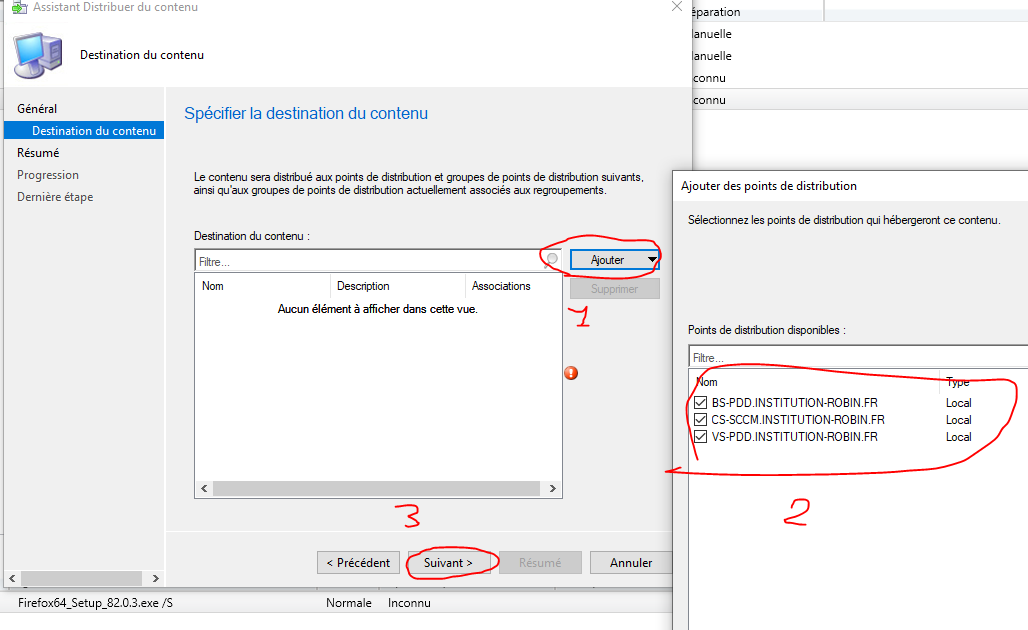 Assistant Distribuer du contenu
Destination du contenu
Général
Destination du contenu
Résumé
Progression
Dernière étape
Spécifier la destination du contenu
Le contenu sera distribué aux points de distribution et groupes de points de distribution suivants,
ainsi qu'aux groupes de points de distribution actuellement associés aux regroupements.
Destination du contenu :
Filtre...
Ajouter
Supprimer
1
Nom Description Associations
Aucun élément à afficher dans cette vue.
3
< Précédent Suivant > Résumé Annuler
éparation
anuelle
anuelle
connu
connu
Ajouter des points de distribution
Sélectionnez les points de distribution qui hébergeront ce contenu.
Points de distribution disponibles :
Filtre...
Nom Type
BS-PDD.INSTITUTION-ROBIN.FR Local
CS-SCCM.INSTITUTION-ROBIN.FR Local
VS-PDD.INSTITUTION-ROBIN.FR Local
2
Firefox64_Setup_82.0.3.exe /S Normale Inconnu